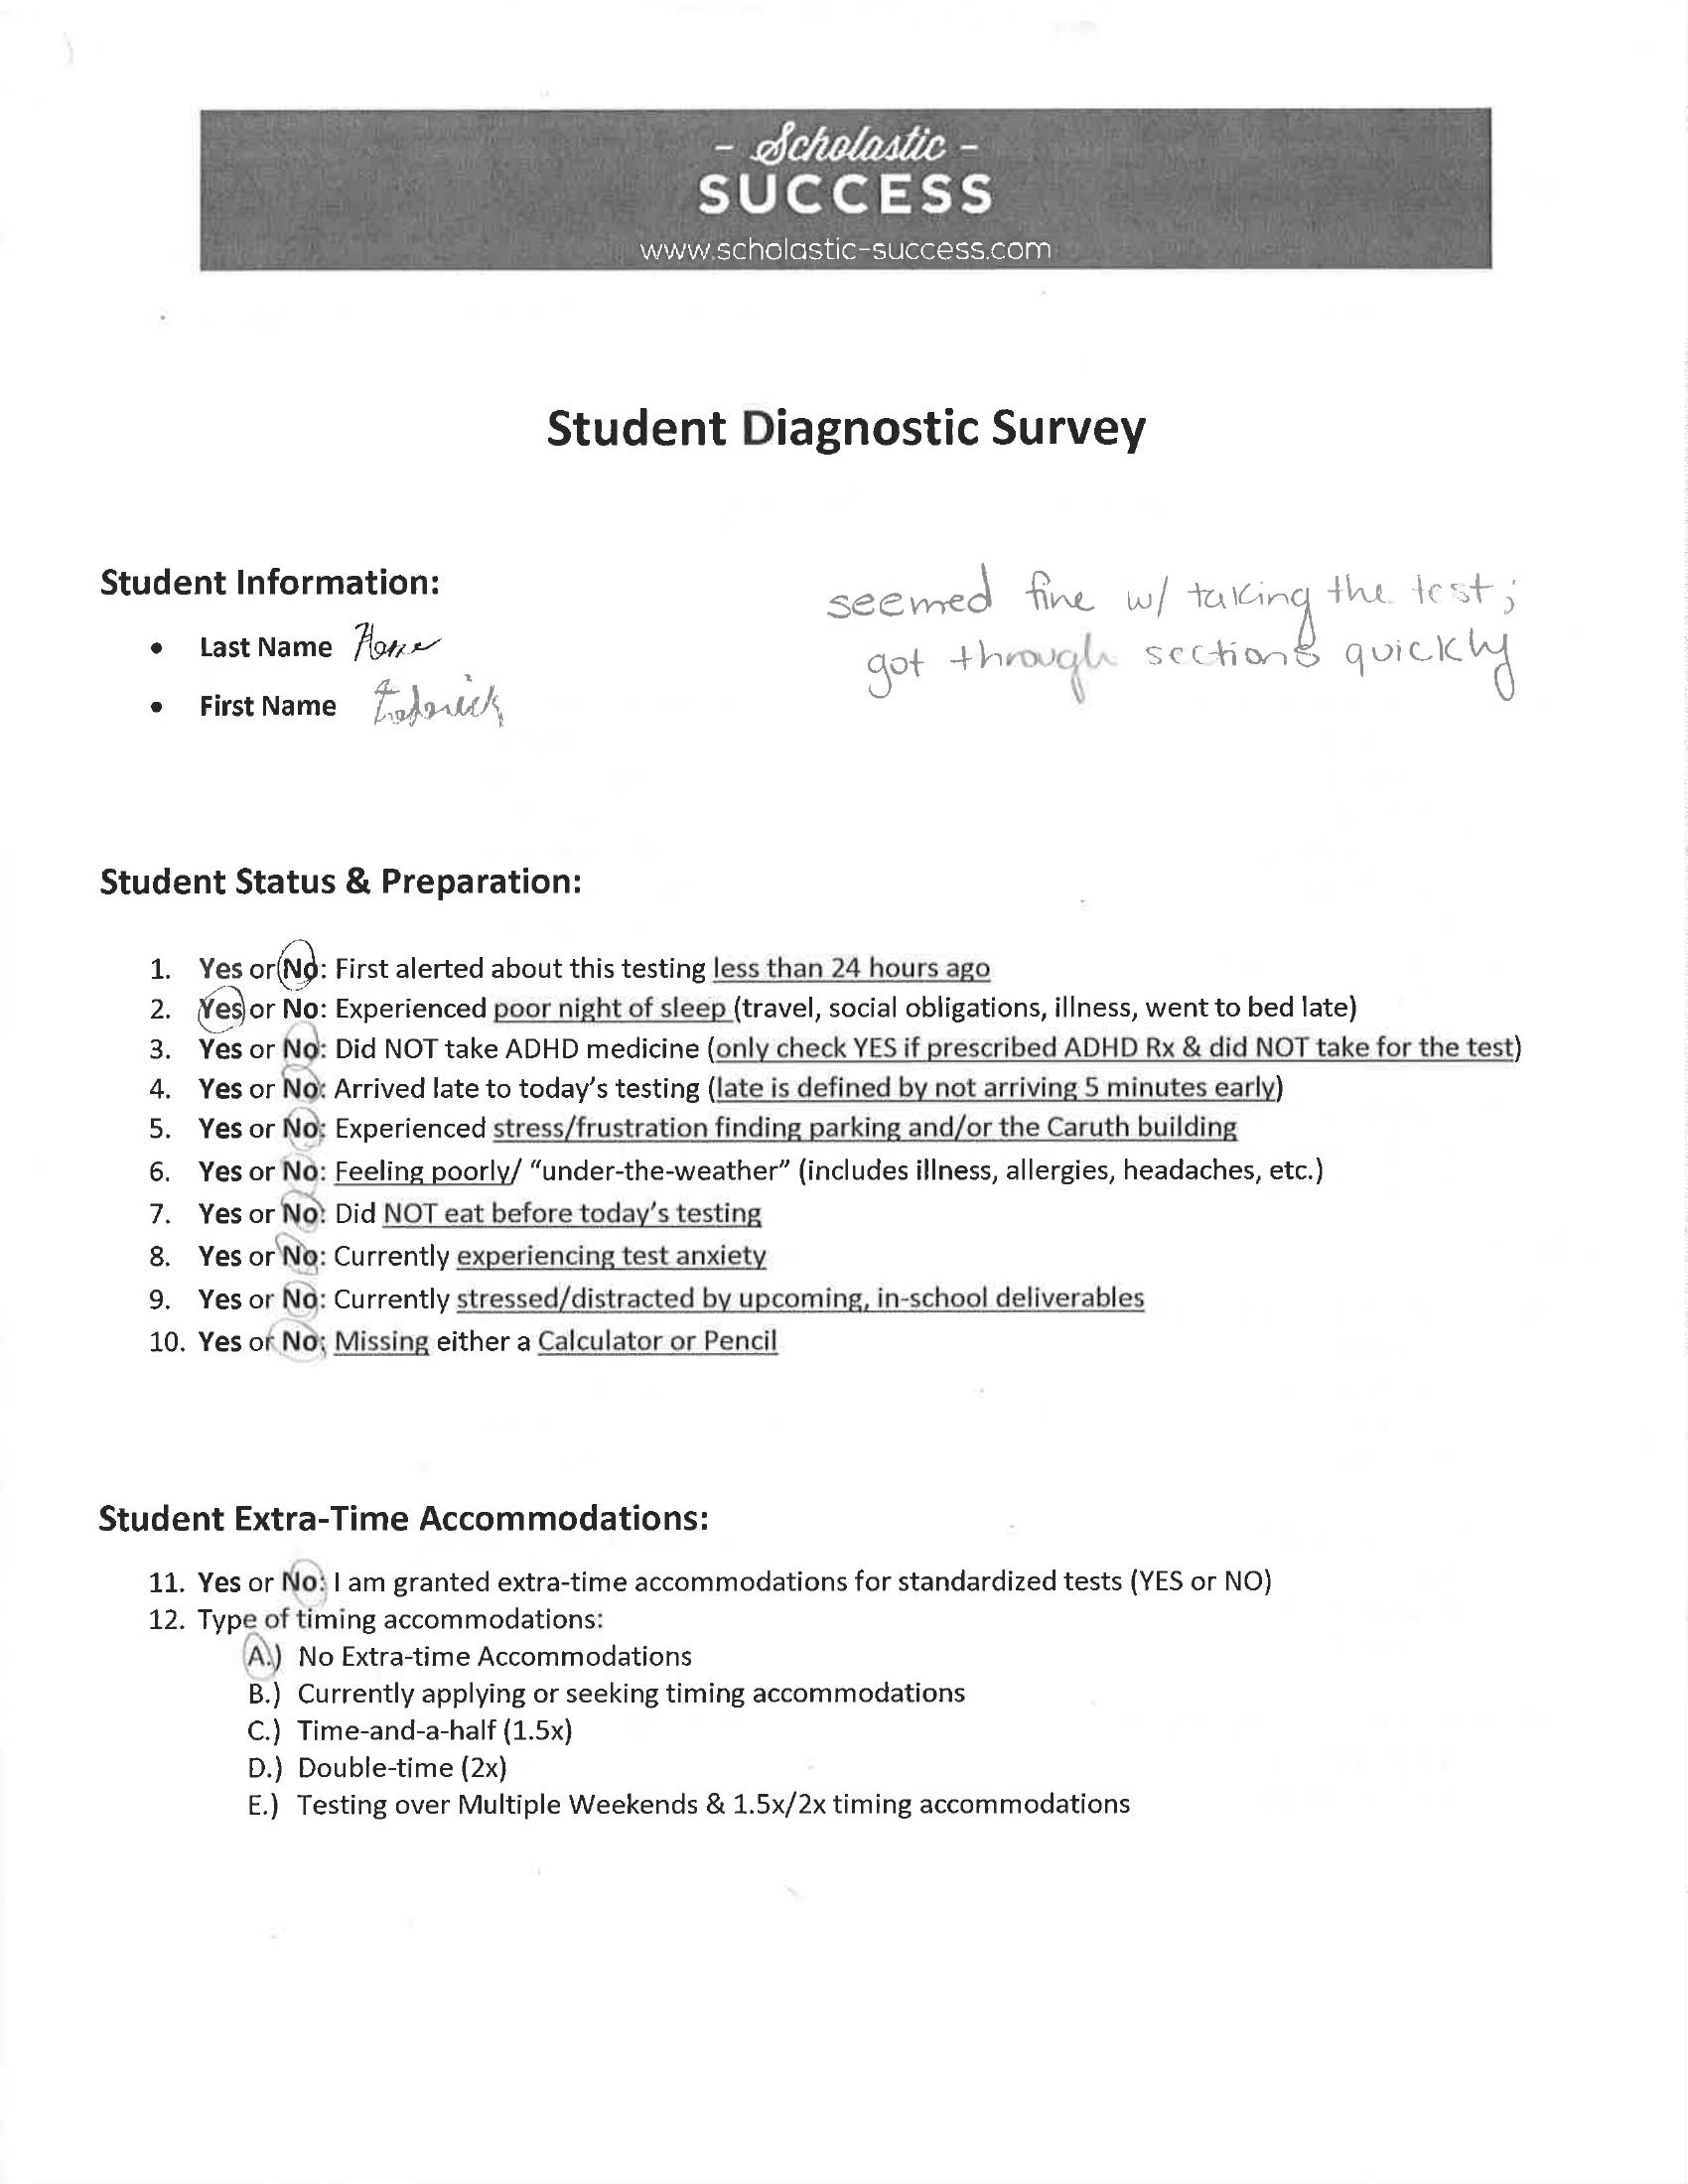 - Scholastic -
SUCCESS
www.scholastic-success.com
Student Diagnostic Survey
Student Information:
seemed fine w/ taking the test;
got through sections quickly
• Last Name
• First Name
Student Status & Preparation:
1. Yes or No: First alerted about this testing less than 24 hours ago
2. Yes or No: Experienced poor night of sleep (travel, social obligations, illness, went to bed late)
3. Yes or No: Did NOT take ADHD medicine (only check YES if prescribed ADHD Rx & did NOT take for the test)
4. Yes or No: Arrived late to today's testing (late is defined by not arriving 5 minutes early)
5. Yes or No: Experienced stress/frustration finding parking and/or the Caruth building
6. Yes or No: Feeling poorly/ "under-the-weather" (includes illness, allergies, headaches, etc.)
7. Yes or No: Did NOT eat before today's testing
8. Yes or No: Currently experiencing test anxiety
9. Yes or No: Currently stressed/distracted by upcoming, in-school deliverables
10. Yes or No: Missing either a Calculator or Pencil
Student Extra-Time Accommodations:
11. Yes or No: I am granted extra-time accommodations for standardized tests (YES or NO)
12. Type of timing accommodations:
A.) No Extra-time Accommodations
B.) Currently applying or seeking timing accommodations
C.) Time-and-a-half (1.5x)
D.) Double-time (2x)
E.) Testing over Multiple Weekends & 1.5x/2x timing accommodations